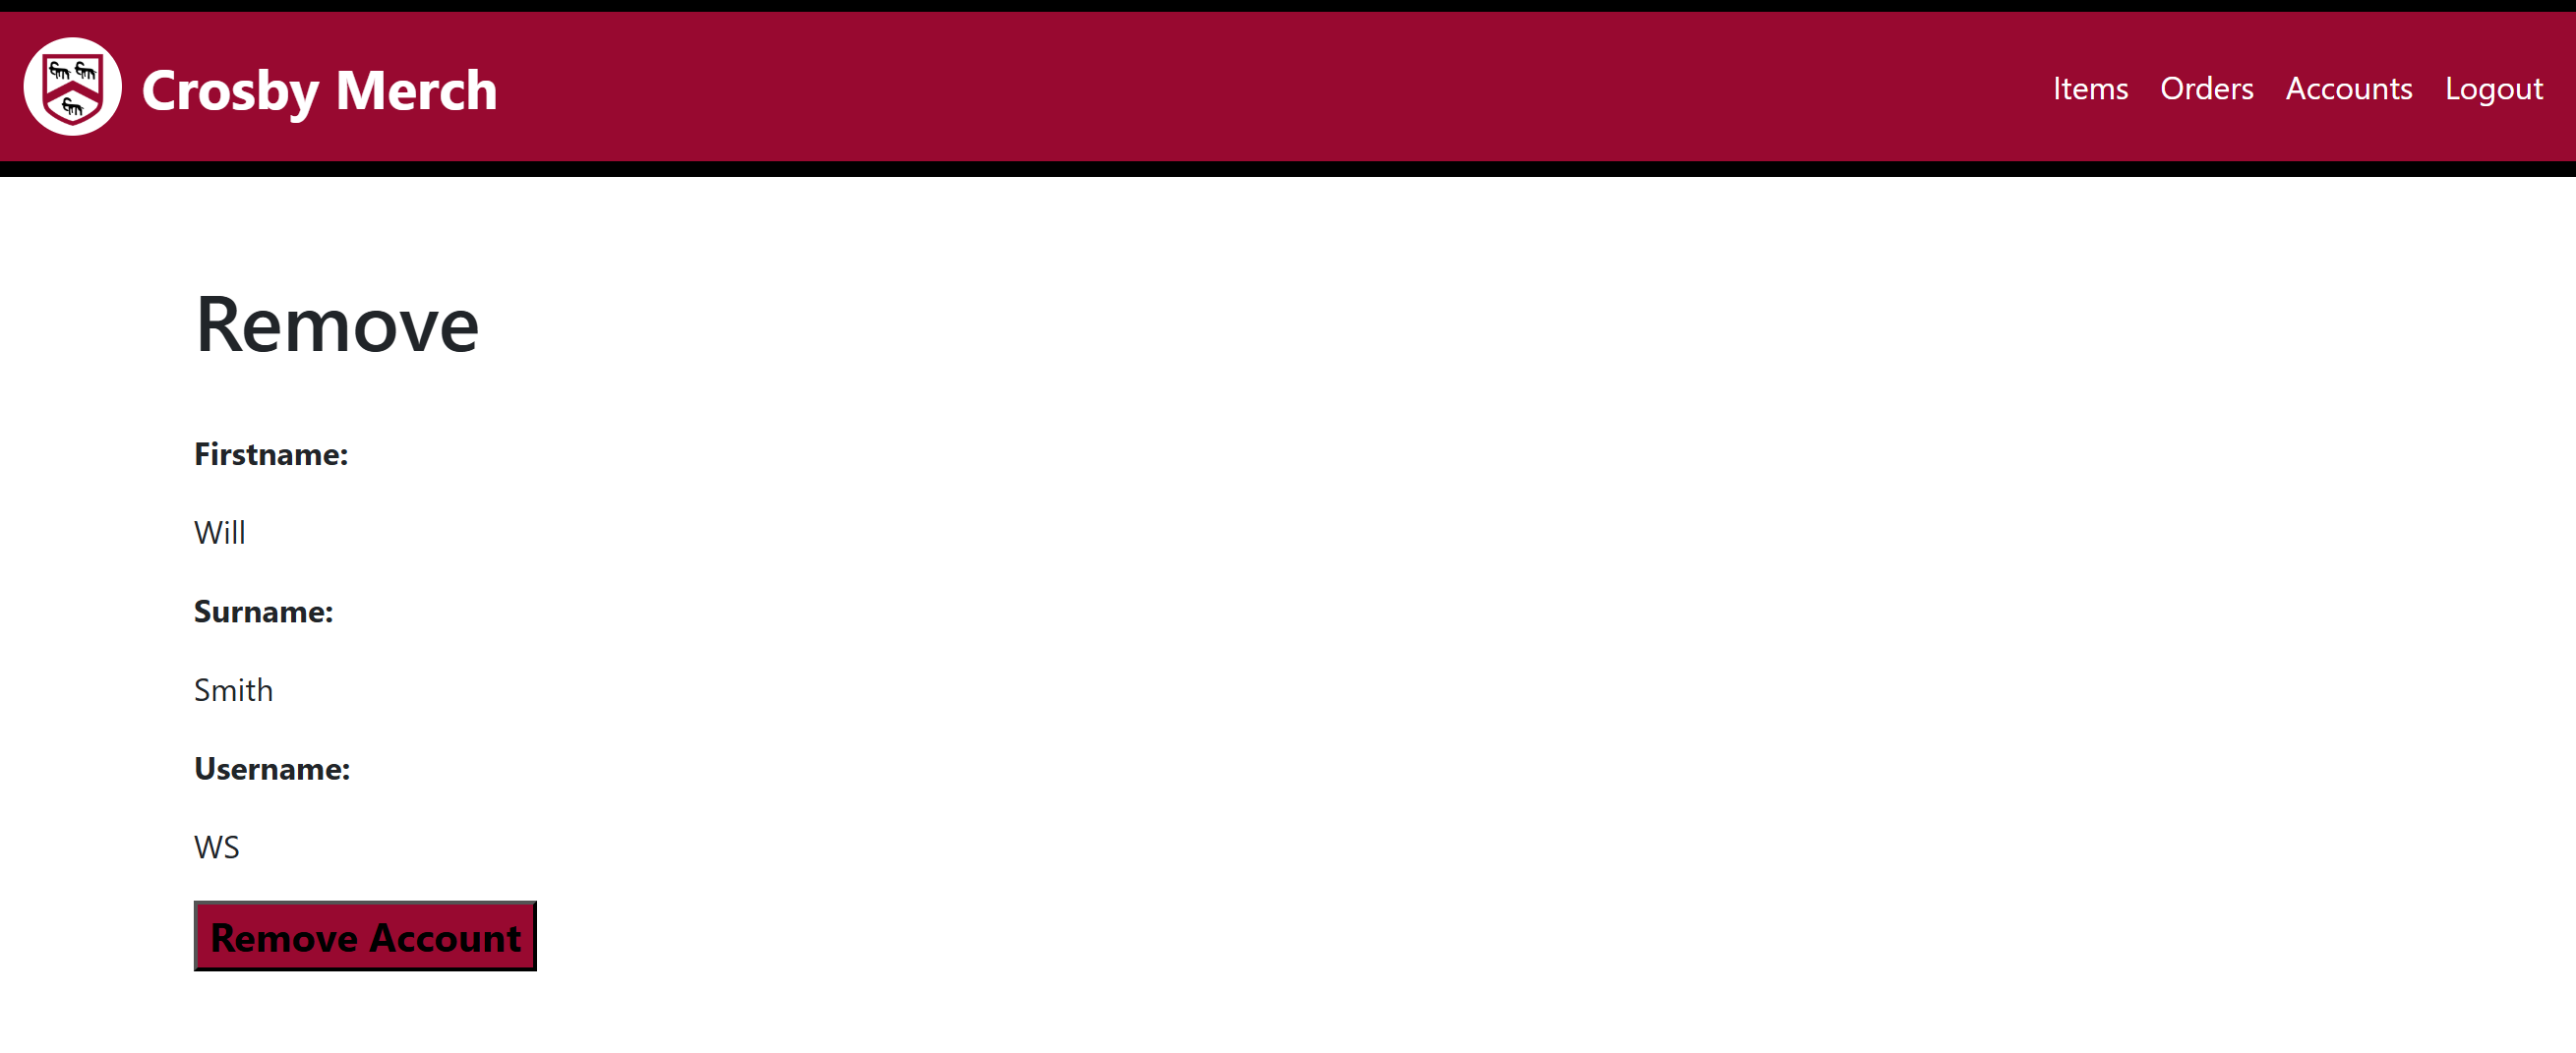 Crosby Merch
Items Orders Accounts Logout
Remove
Firstname:
Will
Surname:
Smith
Username:
WS
Remove Account